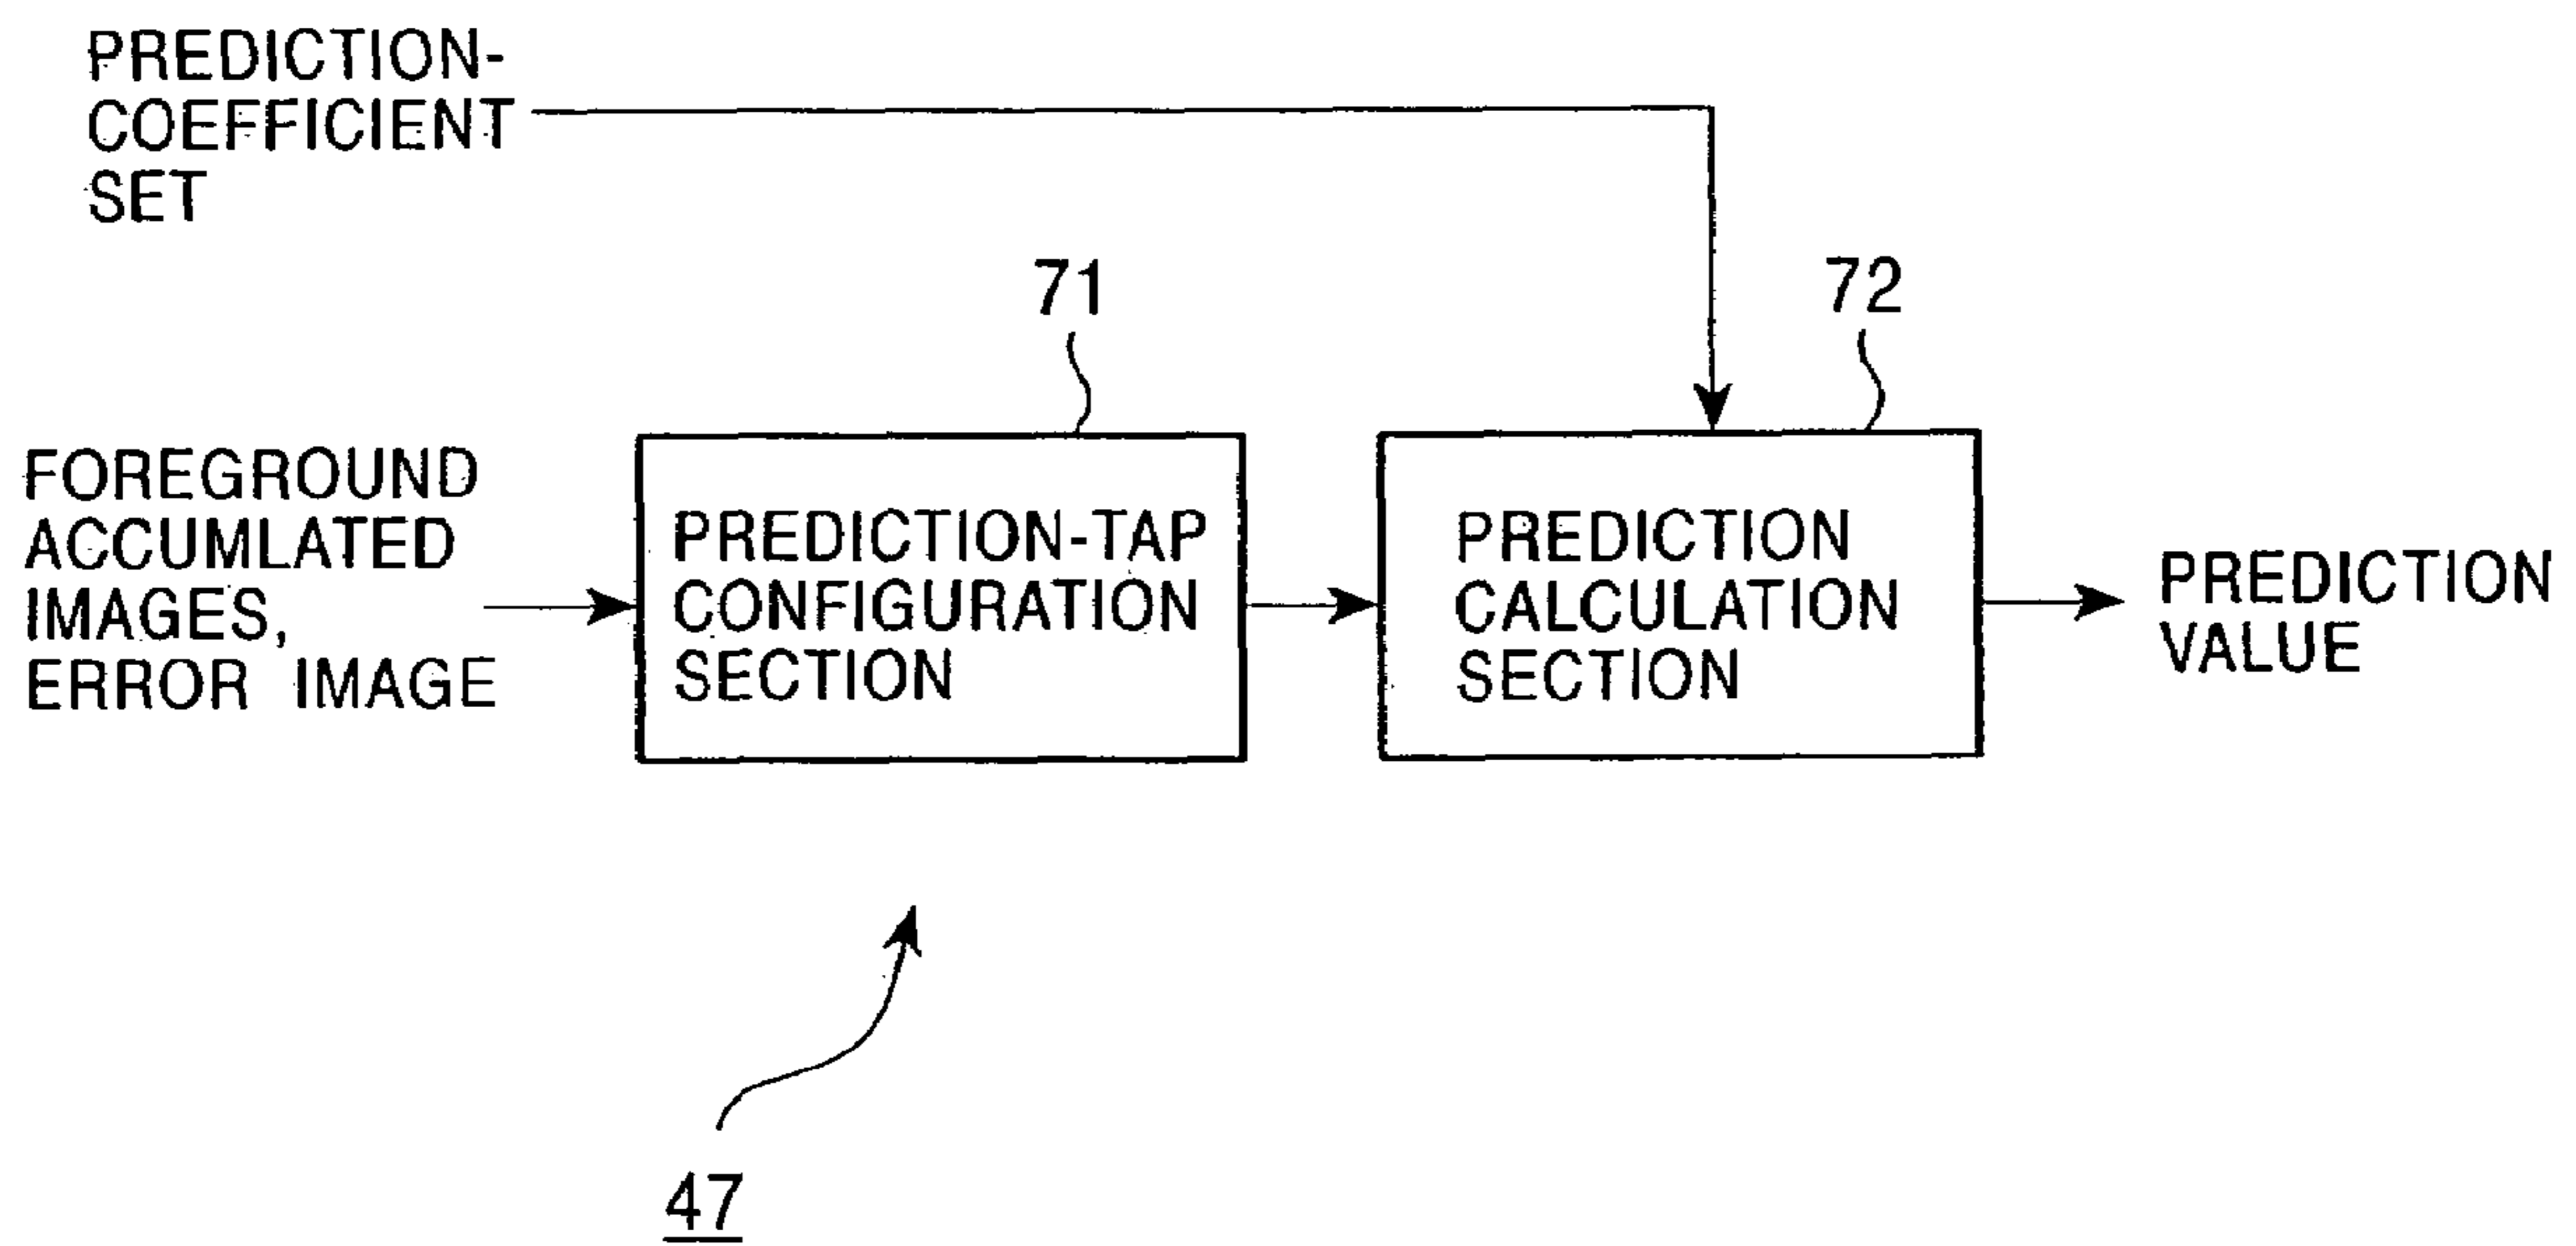 PREDICTION-
COEFFICIENT
SET
71
72
FOREGROUND
ACCUMLATED
IMAGES,
ERROR IMAGE
PREDICTION-TAP
CONFIGURATION
SECTION
PREDICTION
CALCULATION
SECTION
PREDICTION
VALUE
47